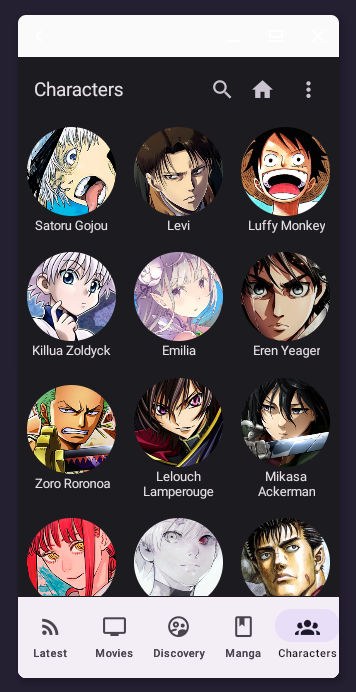 Characters
Satoru Gojou
Levi
Luffy Monkey
Killua Zoldyck
Emilia
Eren Yeager
Zoro Roronoa
Lelouch
Lamperouge
Mikasa
Ackerman
Latest
Movies
Discovery
Manga
Characters